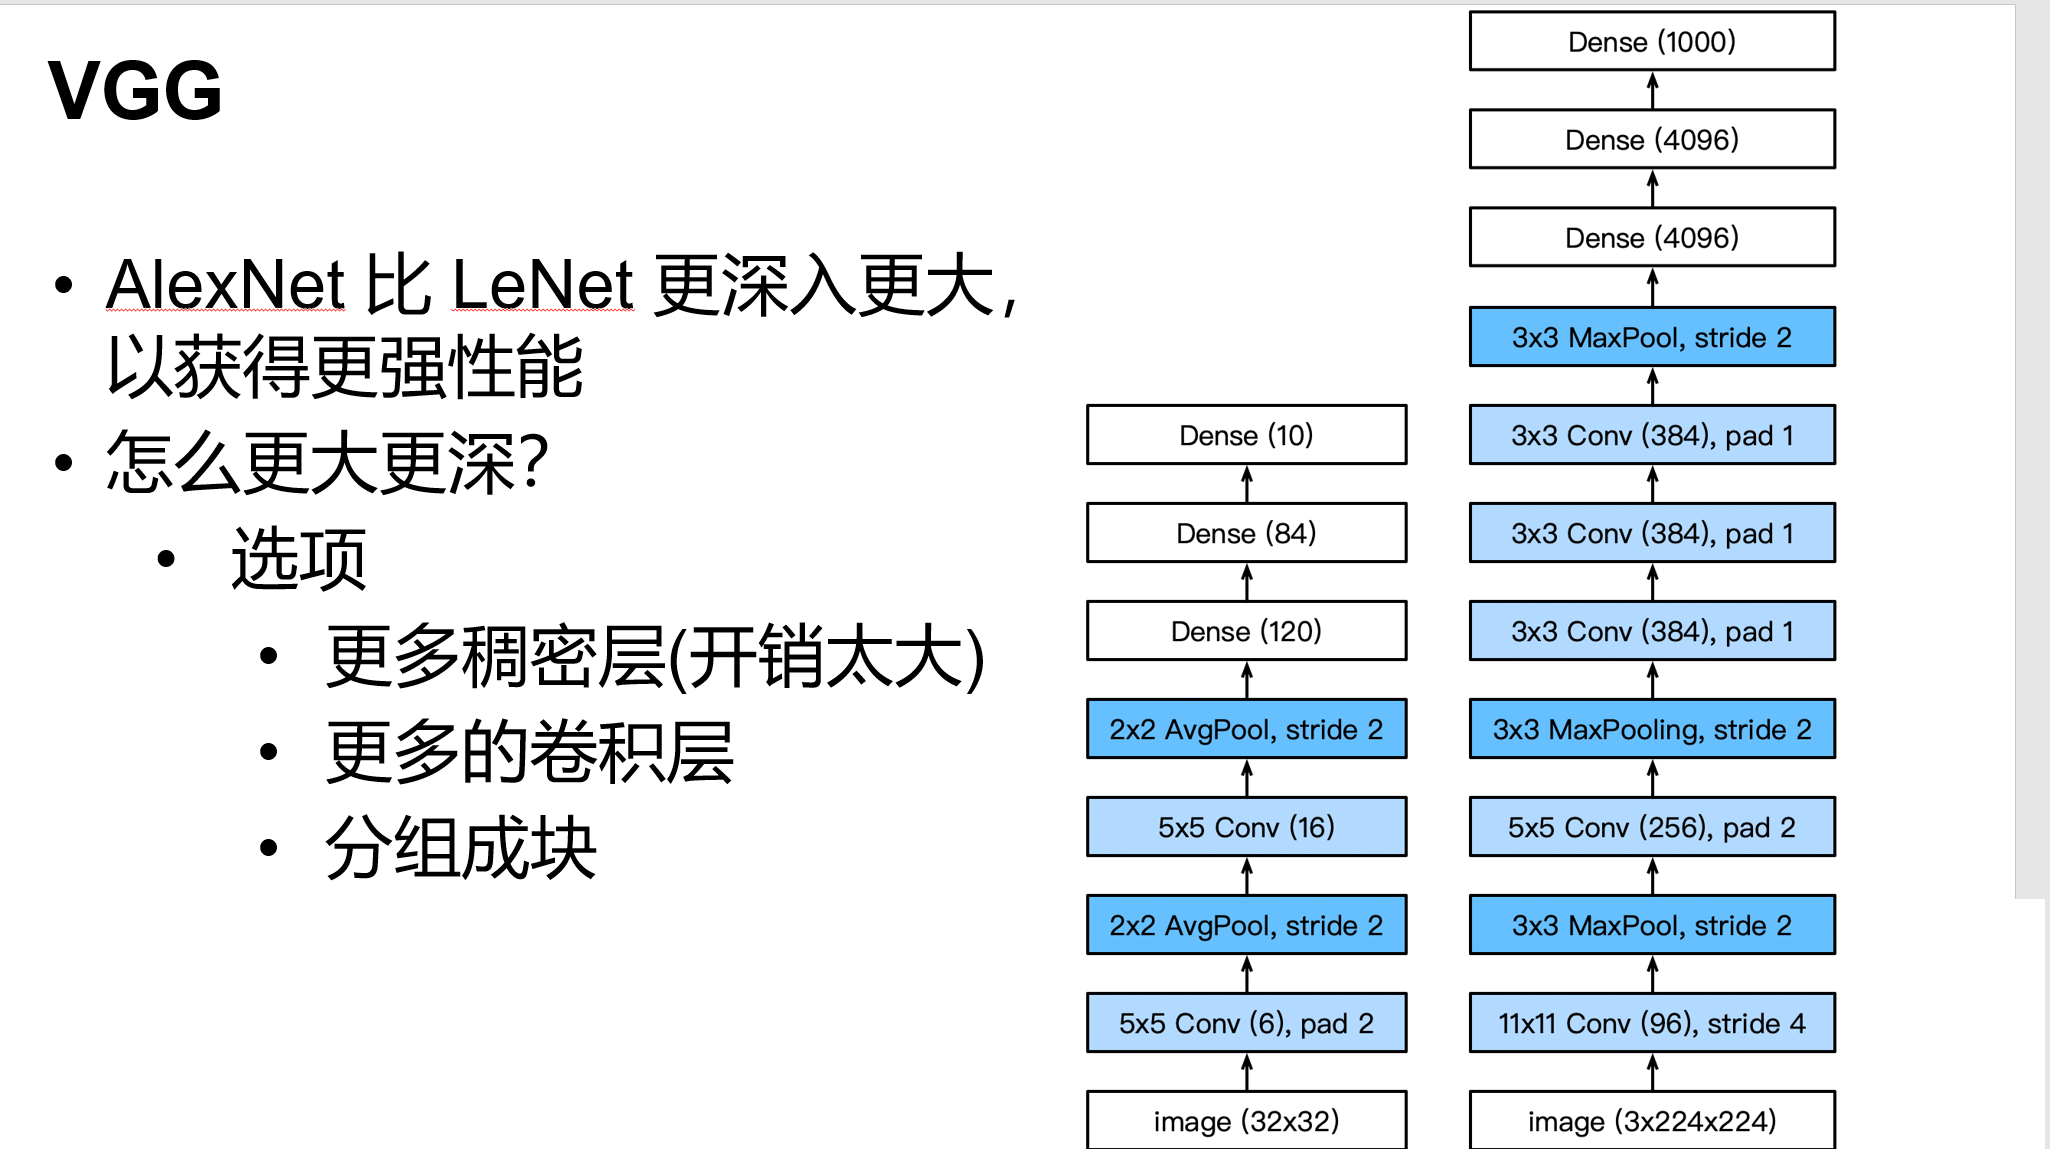 VGG
• AlexNet 比 LeNet 更深入更大，
以获得更强性能
• 怎么更大更深？
• 选项
• 更多稠密层(开销太大)
• 更多的卷积层
• 分组成块
Dense (10)
Dense (84)
Dense (120)
2x2 AvgPool, stride 2
5x5 Conv (16)
2x2 AvgPool, stride 2
5x5 Conv (6), pad 2
image (32x32)
Dense (1000)
Dense (4096)
Dense (4096)
3x3 MaxPool, stride 2
3x3 Conv (384), pad 1
3x3 Conv (384), pad 1
3x3 Conv (384), pad 1
3x3 MaxPooling, stride 2
5x5 Conv (256), pad 2
3x3 MaxPool, stride 2
11x11 Conv (96), stride 4
image (3x224x224)